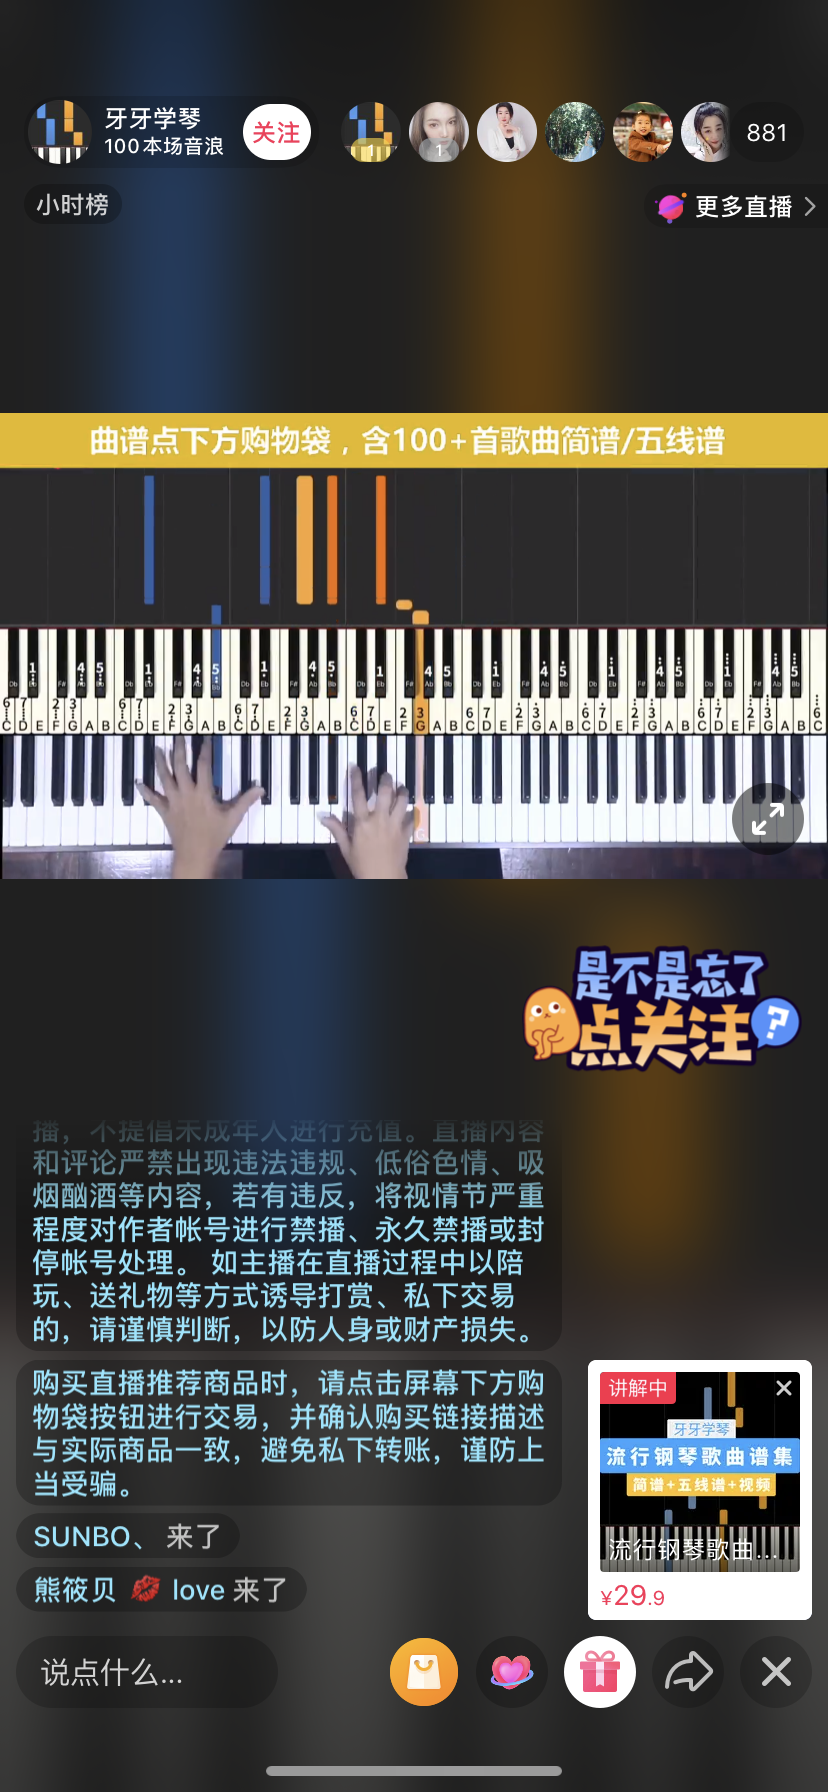 牙牙学琴
100本场音浪
关注
1
1
881
小时榜
更多直播
曲谱点下方购物袋，含100+首歌曲简谱/五线谱
是不是忘了
点关注
?
播，不提倡未成年人进行充值。直播内容
和评论严禁出现违法违规、低俗色情、吸
烟酗酒等内容，若有违反，将视情节严重
程度对作者帐号进行禁播、永久禁播或封
停帐号处理。 如主播在直播过程中以陪
玩、送礼物等方式诱导打赏、私下交易
的，请谨慎判断，以防人身或财产损失。
购买直播推荐商品时，请点击屏幕下方购
物袋按钮进行交易，并确认购买链接描述
与实际商品一致，避免私下转账，谨防上
当受骗。
SUNBO、 来了
熊筱贝 💋 love 来了
讲解中
牙牙学琴
流行钢琴歌曲谱集
简谱+五线谱+视频
流行钢琴歌曲...
¥29.9
说点什么...